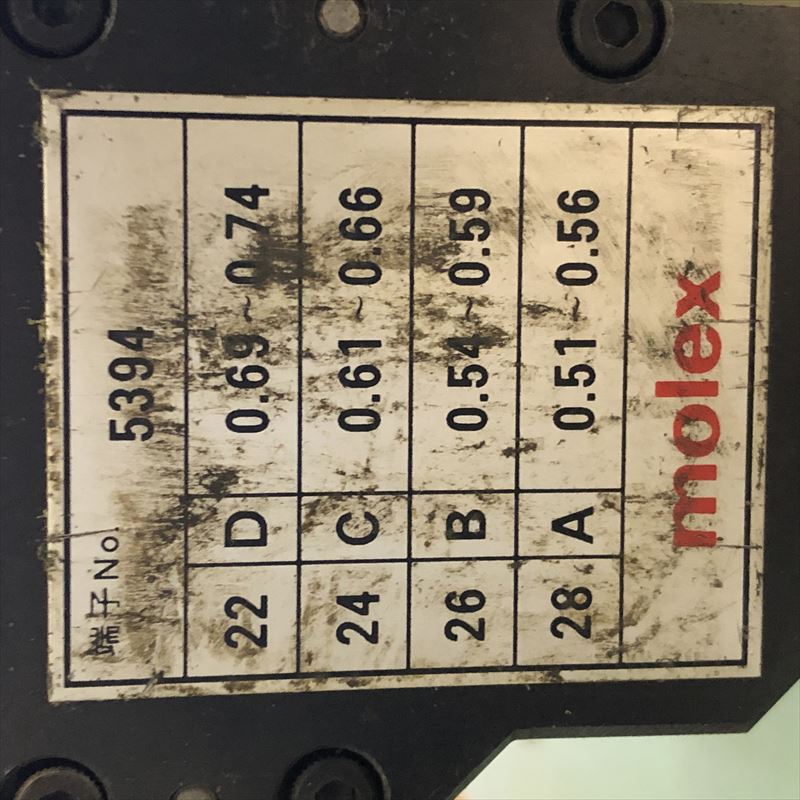 端子No.
5394
22 D 0.69~0.74
24 C 0.61~0.66
26 B 0.54~0.59
28 A 0.51~0.56
molex